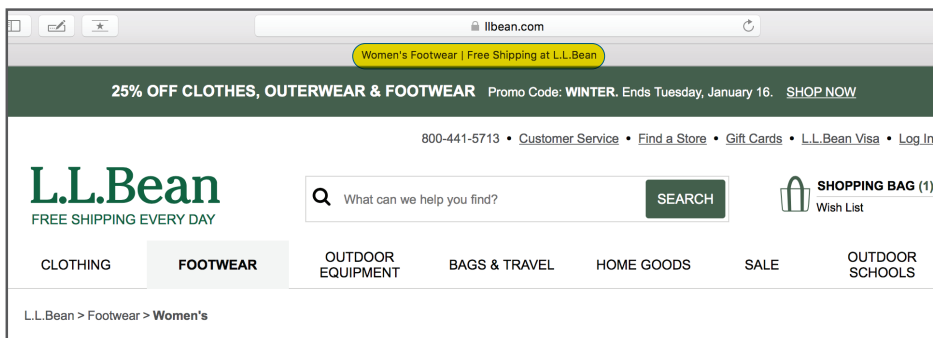 llbean.com
Women's Footwear | Free Shipping at L.L.Bean
25% OFF CLOTHES, OUTERWEAR & FOOTWEAR Promo Code: WINTER. Ends Tuesday, January 16. SHOP NOW
800-441-5713 • Customer Service • Find a Store • Gift Cards • L.L.Bean Visa • Log In
L.L.Bean
FREE SHIPPING EVERY DAY
What can we help you find?
SEARCH
SHOPPING BAG (1)
Wish List
CLOTHING
FOOTWEAR
OUTDOOR
EQUIPMENT
BAGS & TRAVEL
HOME GOODS
SALE
OUTDOOR
SCHOOLS
L.L.Bean > Footwear > Women's